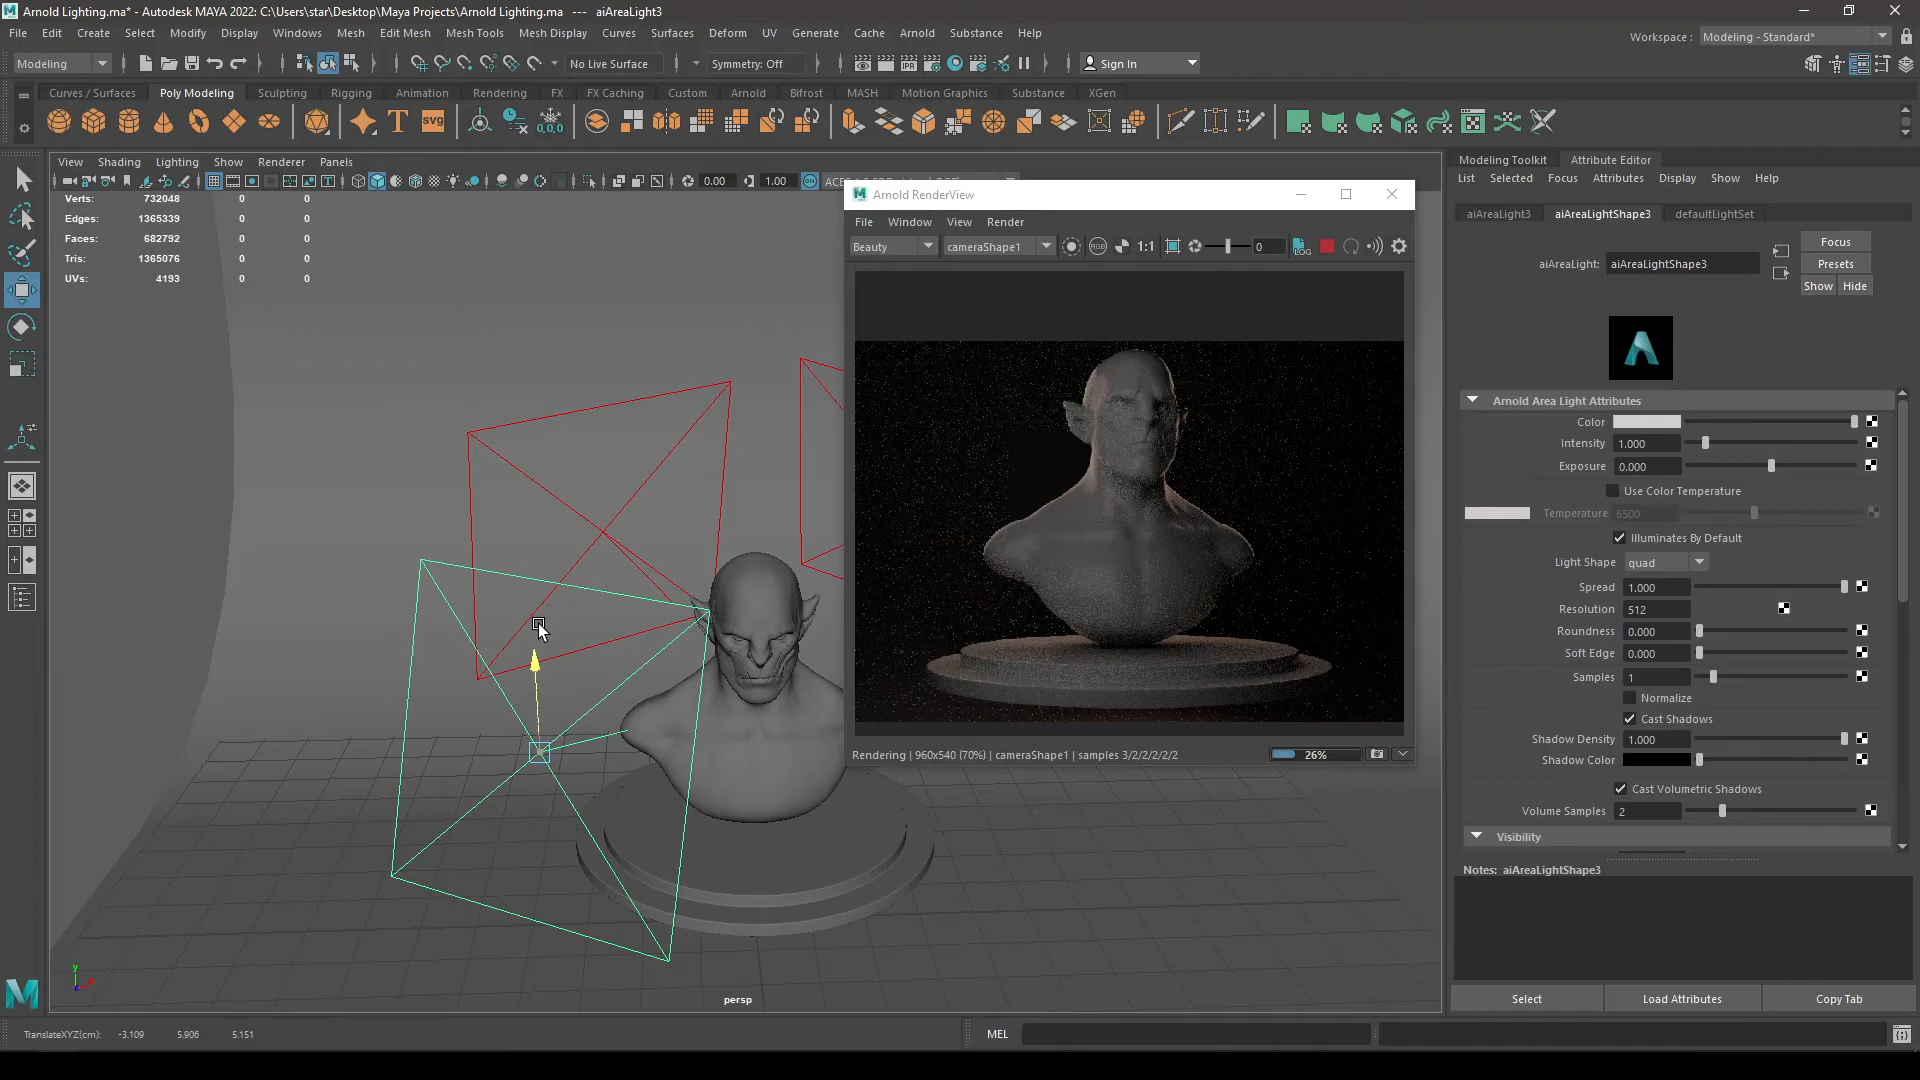 Arnold Lighting.ma* - Autodesk MAYA 2022: C:\Users\star\Desktop\Maya Projects\Arnold Lighting.ma --- aiAreaLight3
File Edit Create Select Modify Display Windows Mesh Edit Mesh Mesh Tools Mesh Display Curves Surfaces Deform UV Generate Cache Arnold Substance Help
Workspace : Modeling - Standard*
Modeling No Live Surface Symmetry: Off IPR Sign In
Curves / Surfaces Poly Modeling Sculpting Rigging Animation Rendering FX FX Caching Custom Arnold Bifrost MASH Motion Graphics Substance XGen
T svg 0,0,0
View Shading Lighting Show Renderer Panels
0.00 1.00 ON
Verts: 732048 0 0
Edges: 1365339 0 0
Faces: 682792 0 0
Tris: 1365076 0 0
UVs: 4193 0 0
persp
y
Arnold RenderView
File Window View Render
Beauty cameraShape1 RGB 1:1 0 LOG
Rendering | 960x540 (70%) | cameraShape1 | samples 3/2/2/2/2/2 26%
Modeling Toolkit Attribute Editor
List Selected Focus Attributes Display Show Help
aiAreaLight3 aiAreaLightShape3 defaultLightSet
Focus
aiAreaLight: aiAreaLightShape3 Presets
Show Hide
Arnold Area Light Attributes
Color
Intensity 1.000
Exposure 0.000
Use Color Temperature
Temperature 6500
Illuminates By Default
Light Shape quad
Spread 1.000
Resolution 512
Roundness 0.000
Soft Edge 0.000
Samples 1
Normalize
Cast Shadows
Shadow Density 1.000
Shadow Color
Cast Volumetric Shadows
Volume Samples 2
Visibility
Notes: aiAreaLightShape3
Select Load Attributes Copy Tab
TranslateXYZ(cm): -3.109 5.906 5.151 MEL